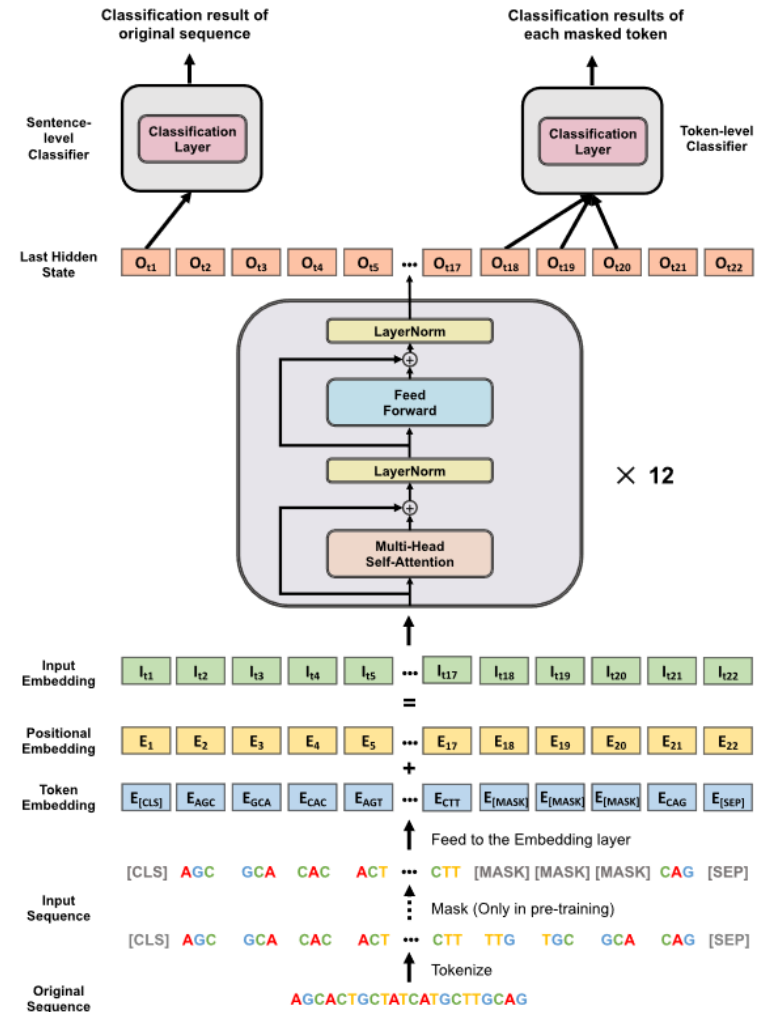 Classification result of
original sequence
Classification results of
each masked token
Sentence-
level
Classifier
Classification
Layer
Classification
Layer
Token-level
Classifier
Last Hidden
State
Ot1 Ot2 Ot3 Ot4 Ot5 ••• Ot17 Ot18 Ot19 Ot20 Ot21 Ot22
LayerNorm
+
Feed
Forward
LayerNorm
+
Multi-Head
Self-Attention
× 12
Input
Embedding
It1 It2 It3 It4 It5 ••• It17 It18 It19 It20 It21 It22
=
Positional
Embedding
E1 E2 E3 E4 E5 ••• E17 E18 E19 E20 E21 E22
+
Token
Embedding
E[CLS] EAGC EGCA ECAC EAGT ••• ECTT E[MASK] E[MASK] E[MASK] ECAG E[SEP]
Feed to the Embedding layer
[CLS] AGC GCA CAC ACT ••• CTT [MASK] [MASK] [MASK] CAG [SEP]
Input
Sequence
Mask (Only in pre-training)
[CLS] AGC GCA CAC ACT ••• CTT TTG TGC GCA CAG [SEP]
Tokenize
Original
Sequence
AGCACTGCTATCATGCTTGCAG